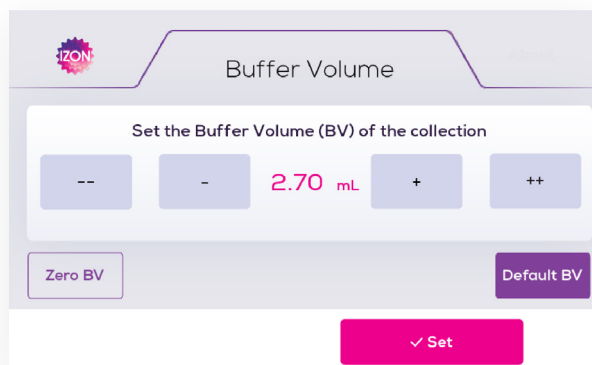 IZON
Buffer Volume
Set the Buffer Volume (BV) of the collection
-- - 2.70 mL + ++
Zero BV Default BV
✓ Set